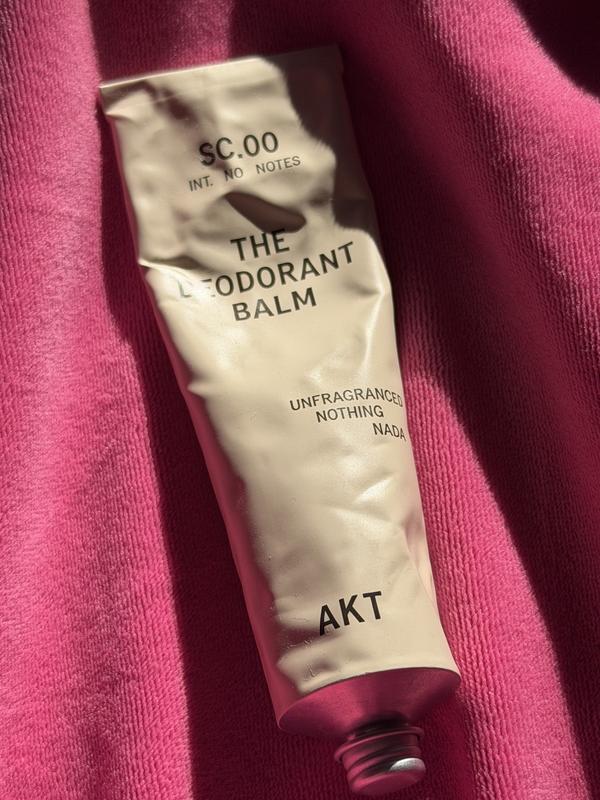 SC.00
INT. NO NOTES
THE
DEODORANT
BALM
UNFRAGRANCED
NOTHING
NADA
AKT